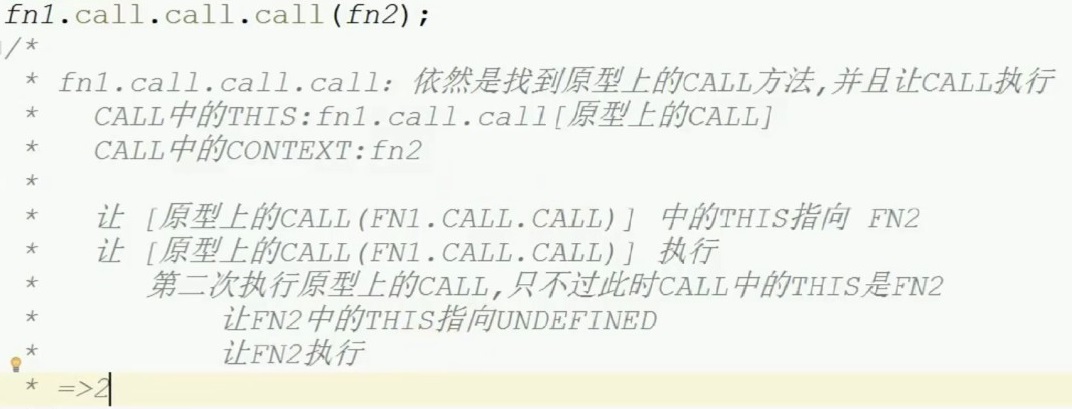 fn1.call.call.call(fn2);
/*
* fn1.call.call.call: 依然是找到原型上的CALL方法,并且让CALL执行
* CALL中的THIS:fn1.call.call[原型上的CALL]
* CALL中的CONTEXT:fn2
*
* 让 [原型上的CALL(FN1.CALL.CALL)] 中的THIS指向 FN2
* 让 [原型上的CALL(FN1.CALL.CALL)] 执行
* 第二次执行原型上的CALL,只不过此时CALL中的THIS是FN2
* 让FN2中的THIS指向UNDEFINED
* 让FN2执行
* =>2